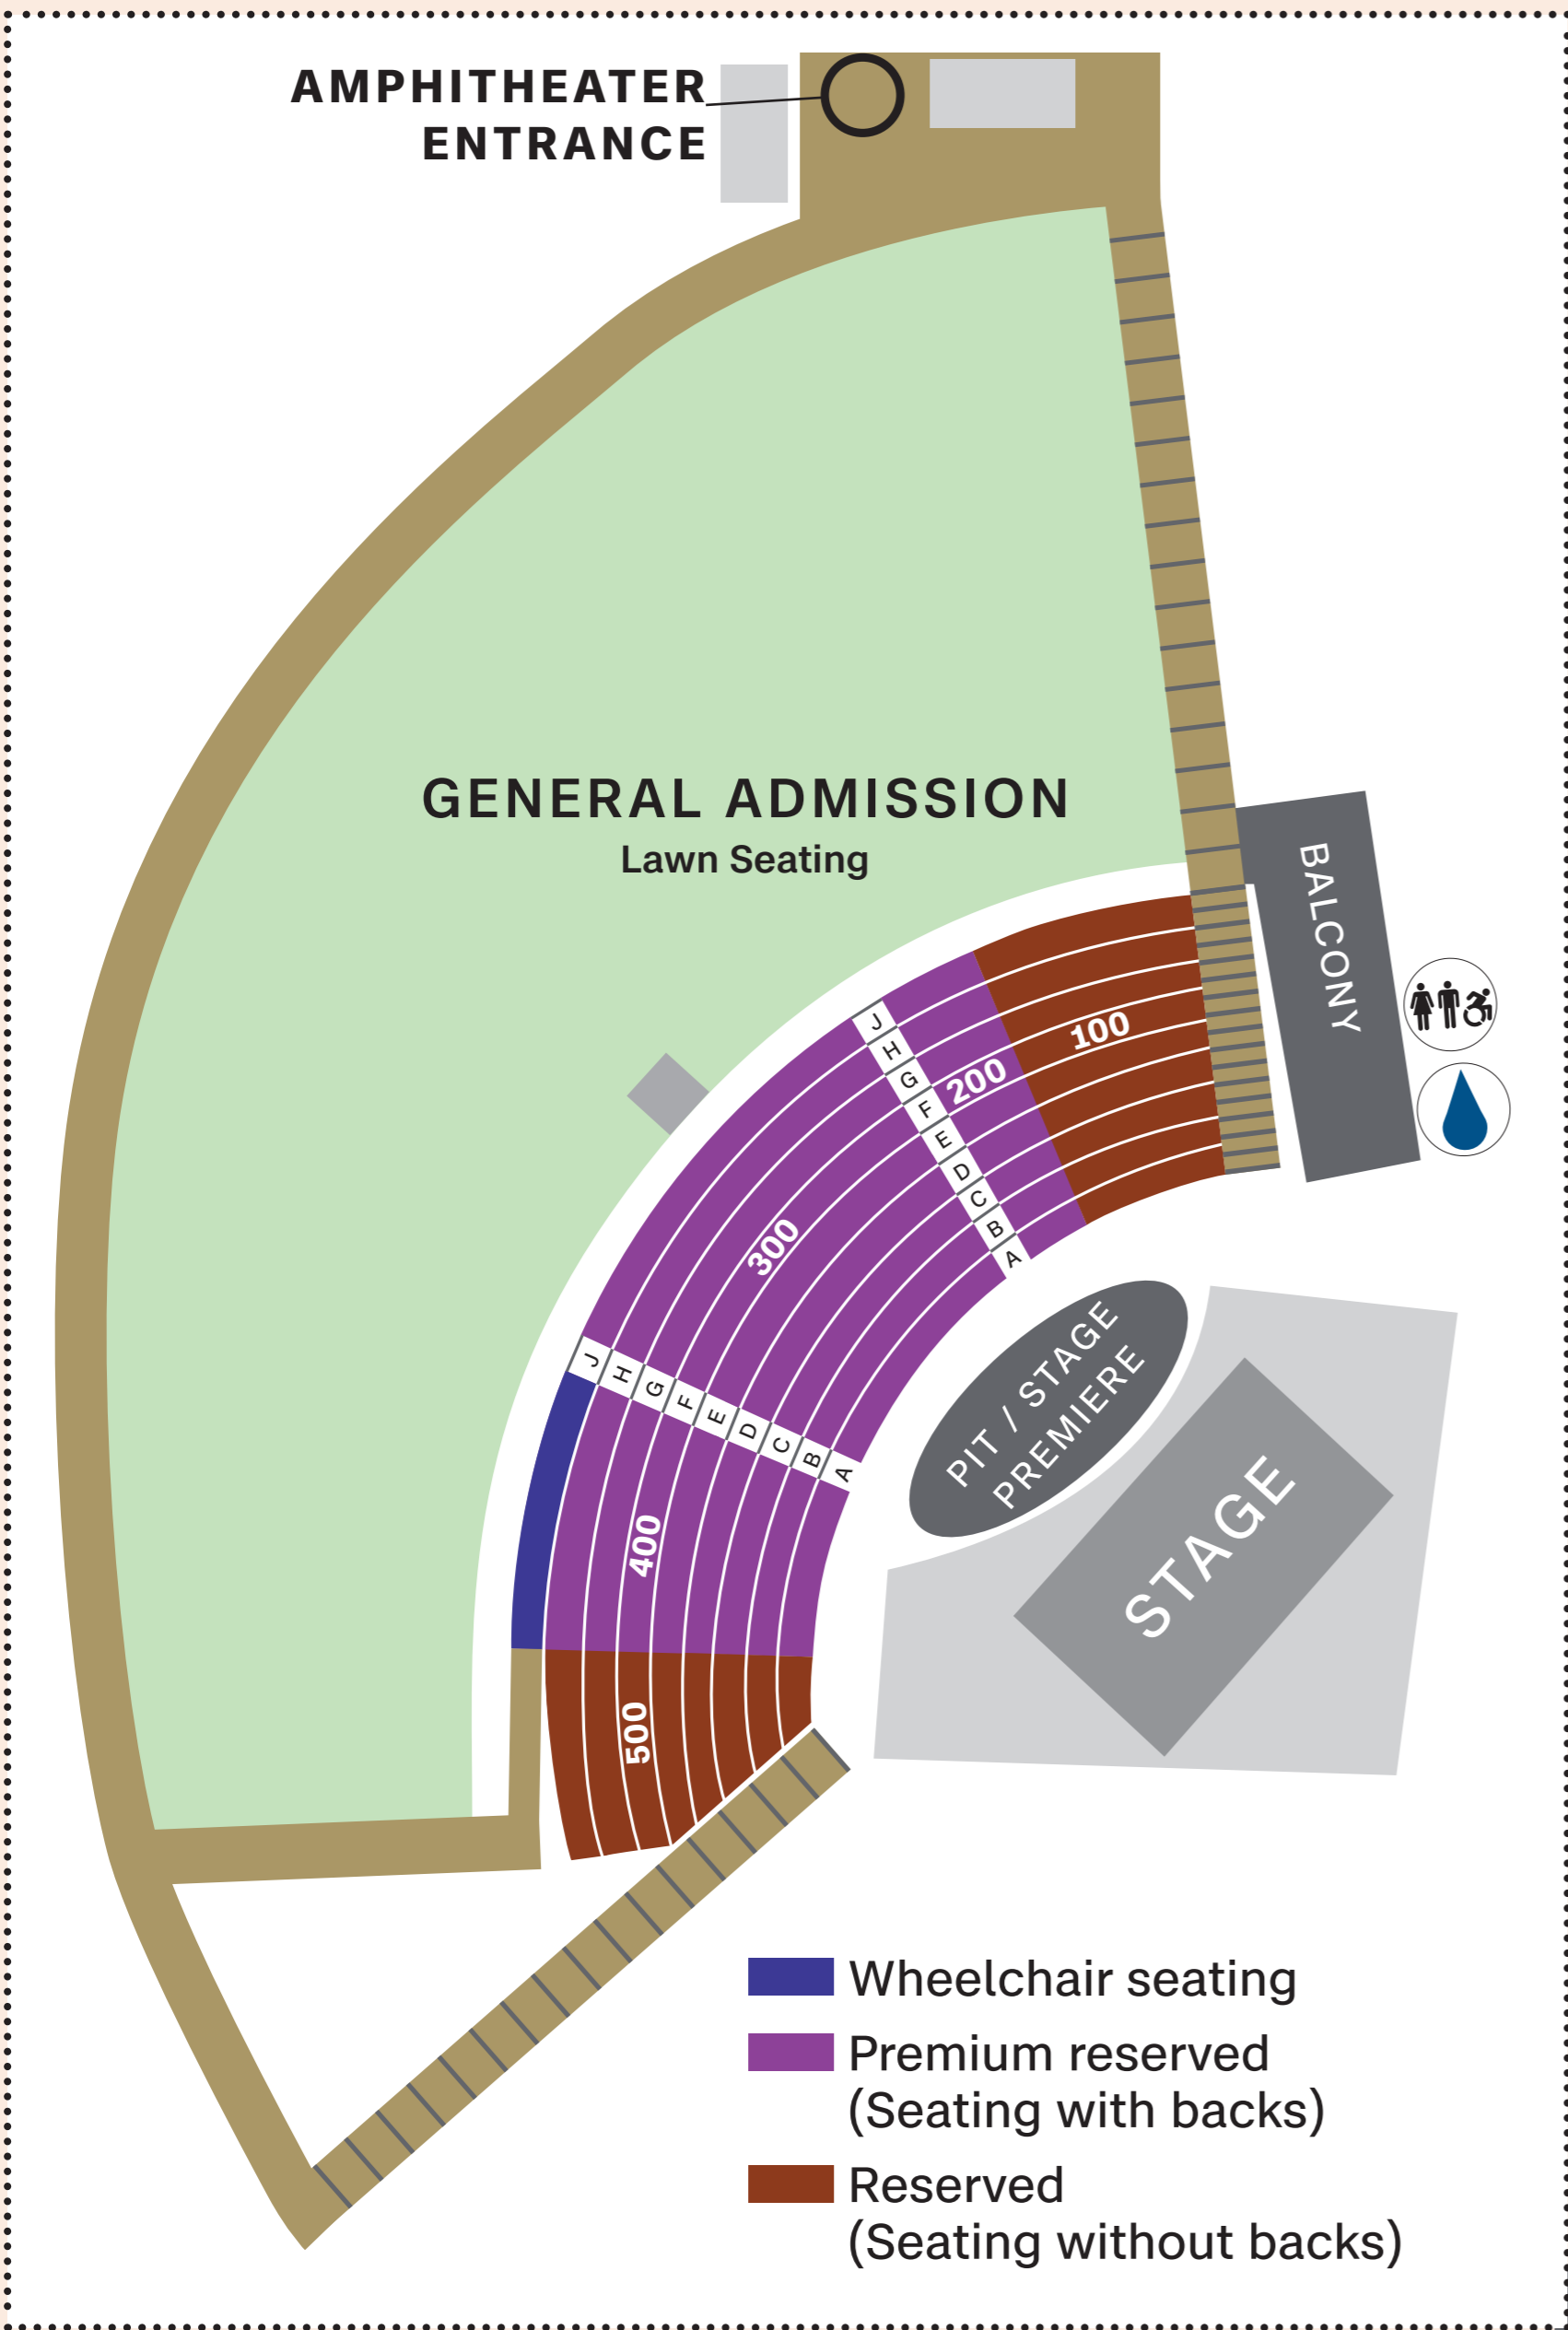 AMPHITHEATER
ENTRANCE
GENERAL ADMISSION
Lawn Seating
BALCONY
100
200
J
H
G
F
E
D
C
B
A
300
J
H
G
F
E
D
C
B
A
400
500
PIT / STAGE
PREMIERE
STAGE
Wheelchair seating
Premium reserved
(Seating with backs)
Reserved
(Seating without backs)